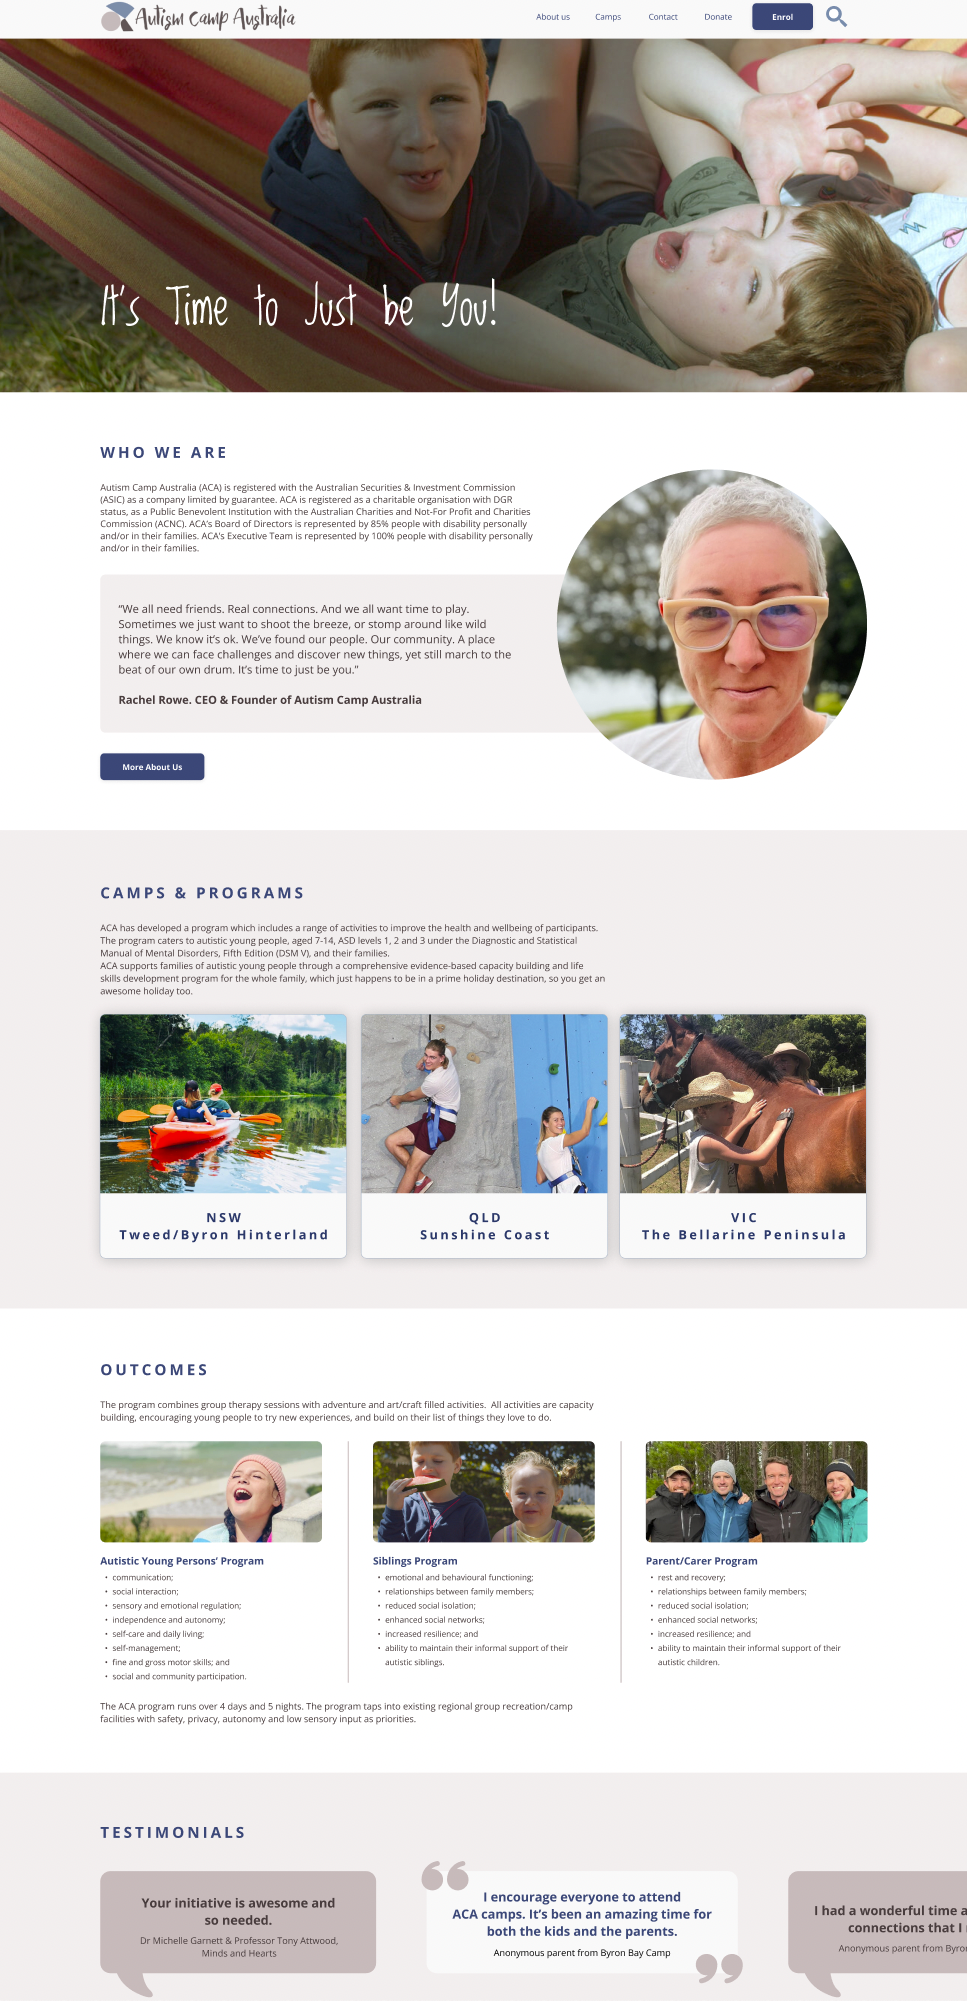 Autism Camp Australia
About us
Camps
Contact
Donate
Enrol
It's Time to Just be You!
WHO WE ARE
Autism Camp Australia (ACA) is registered with the Australian Securities & Investment Commission
(ASIC) as a company limited by guarantee. ACA is registered as a charitable organisation with DGR
status, as a Public Benevolent Institution with the Australian Charities and Not-For Profit and Charities
Commission (ACNC). ACA's Board of Directors is represented by 85% people with disability personally
and/or in their families. ACA's Executive Team is represented by 100% people with disability personally
and/or in their families.
“We all need friends. Real connections. And we all want time to play.
Sometimes we just want to shoot the breeze, or stomp around like wild
things. We know it's ok. We've found our people. Our community. A place
where we can face challenges and discover new things, yet still march to the
beat of our own drum. It's time to just be you.”
Rachel Rowe. CEO & Founder of Autism Camp Australia
More About Us
CAMPS & PROGRAMS
ACA has developed a program which includes a range of activities to improve the health and wellbeing of participants.
The program caters to autistic young people, aged 7-14, ASD levels 1, 2 and 3 under the Diagnostic and Statistical
Manual of Mental Disorders, Fifth Edition (DSM V), and their families.
ACA supports families of autistic young people through a comprehensive evidence-based capacity building and life
skills development program for the whole family, which just happens to be in a prime holiday destination, so you get an
awesome holiday too.
NSW
Tweed/Byron Hinterland
QLD
Sunshine Coast
VIC
The Bellarine Peninsula
OUTCOMES
The program combines group therapy sessions with adventure and art/craft filled activities.  All activities are capacity
building, encouraging young people to try new experiences, and build on their list of things they love to do.
Autistic Young Persons' Program
• communication;
• social interaction;
• sensory and emotional regulation;
• independence and autonomy;
• self-care and daily living;
• self-management;
• fine and gross motor skills; and
• social and community participation.
Siblings Program
• emotional and behavioural functioning;
• relationships between family members;
• reduced social isolation;
• enhanced social networks;
• increased resilience; and
• ability to maintain their informal support of their
autistic siblings.
Parent/Carer Program
• rest and recovery;
• relationships between family members;
• reduced social isolation;
• enhanced social networks;
• increased resilience; and
• ability to maintain their informal support of their
autistic children.
The ACA program runs over 4 days and 5 nights. The program taps into existing regional group recreation/camp
facilities with safety, privacy, autonomy and low sensory input as priorities.
TESTIMONIALS
Your initiative is awesome and
so needed.
Dr Michelle Garnett & Professor Tony Attwood,
Minds and Hearts
“
I encourage everyone to attend
ACA camps. It's been an amazing time for
both the kids and the parents.
Anonymous parent from Byron Bay Camp
”
I had a wonderful time a
connections that I
Anonymous parent from Byro